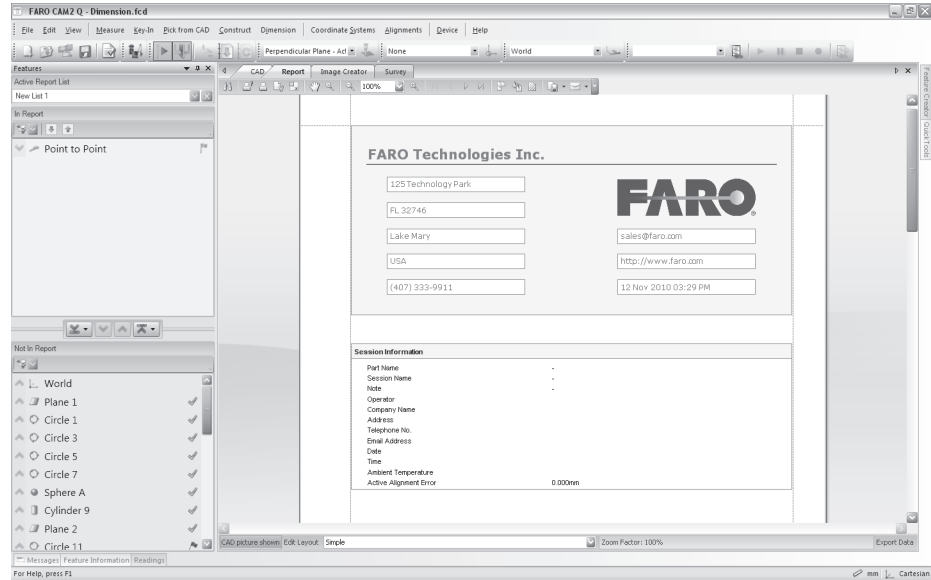 FARO CAM2 Q - Dimension.fcd
File Edit View Measure Key-In Pick from CAD Construct Dimension Coordinate Systems Alignments Device Help
Perpendicular Plane - Ad None World
Features
Active Report List
New List 1
In Report
Point to Point
Not In Report
World
Plane 1
Circle 1
Circle 3
Circle 5
Circle 7
Sphere A
Cylinder 9
Plane 2
Circle 11
Messages Feature Information Readings
For Help, press F1
CAD Report Image Creator Survey
100%
FARO Technologies Inc.
125 Technology Park
FL 32746
Lake Mary
USA
(407) 333-9911
FARO
sales@faro.com
http://www.faro.com
12 Nov 2010 03:29 PM
Session Information
Part Name -
Session Name -
Note -
Operator
Company Name
Address
Telephone No.
Email Address
Date
Time
Ambient Temperature
Active Alignment Error 0.000mm
CAD picture shown Edit Layout Simple Zoom Factor: 100% Export Data
Feature Creator QuickTools
mm Cartesian